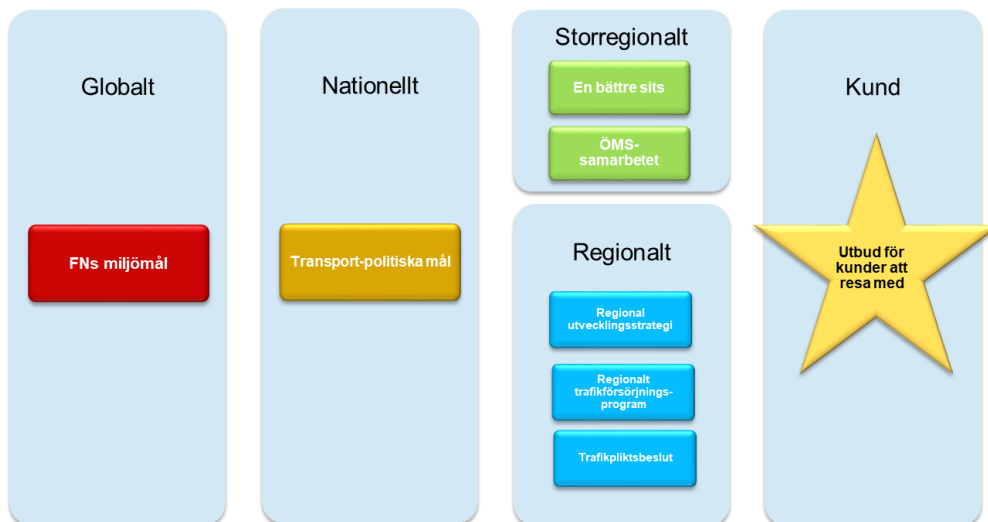 Globalt
FNs miljömål
Nationellt
Transport-politiska mål
Storregionalt
En bättre sits
ÖMS-
samarbetet
Regionalt
Regional
utvecklingsstrategi
Regionalt
trafikförsörjnings-
program
Trafikpliktsbeslut
Kund
Utbud för
kunder att
resa med